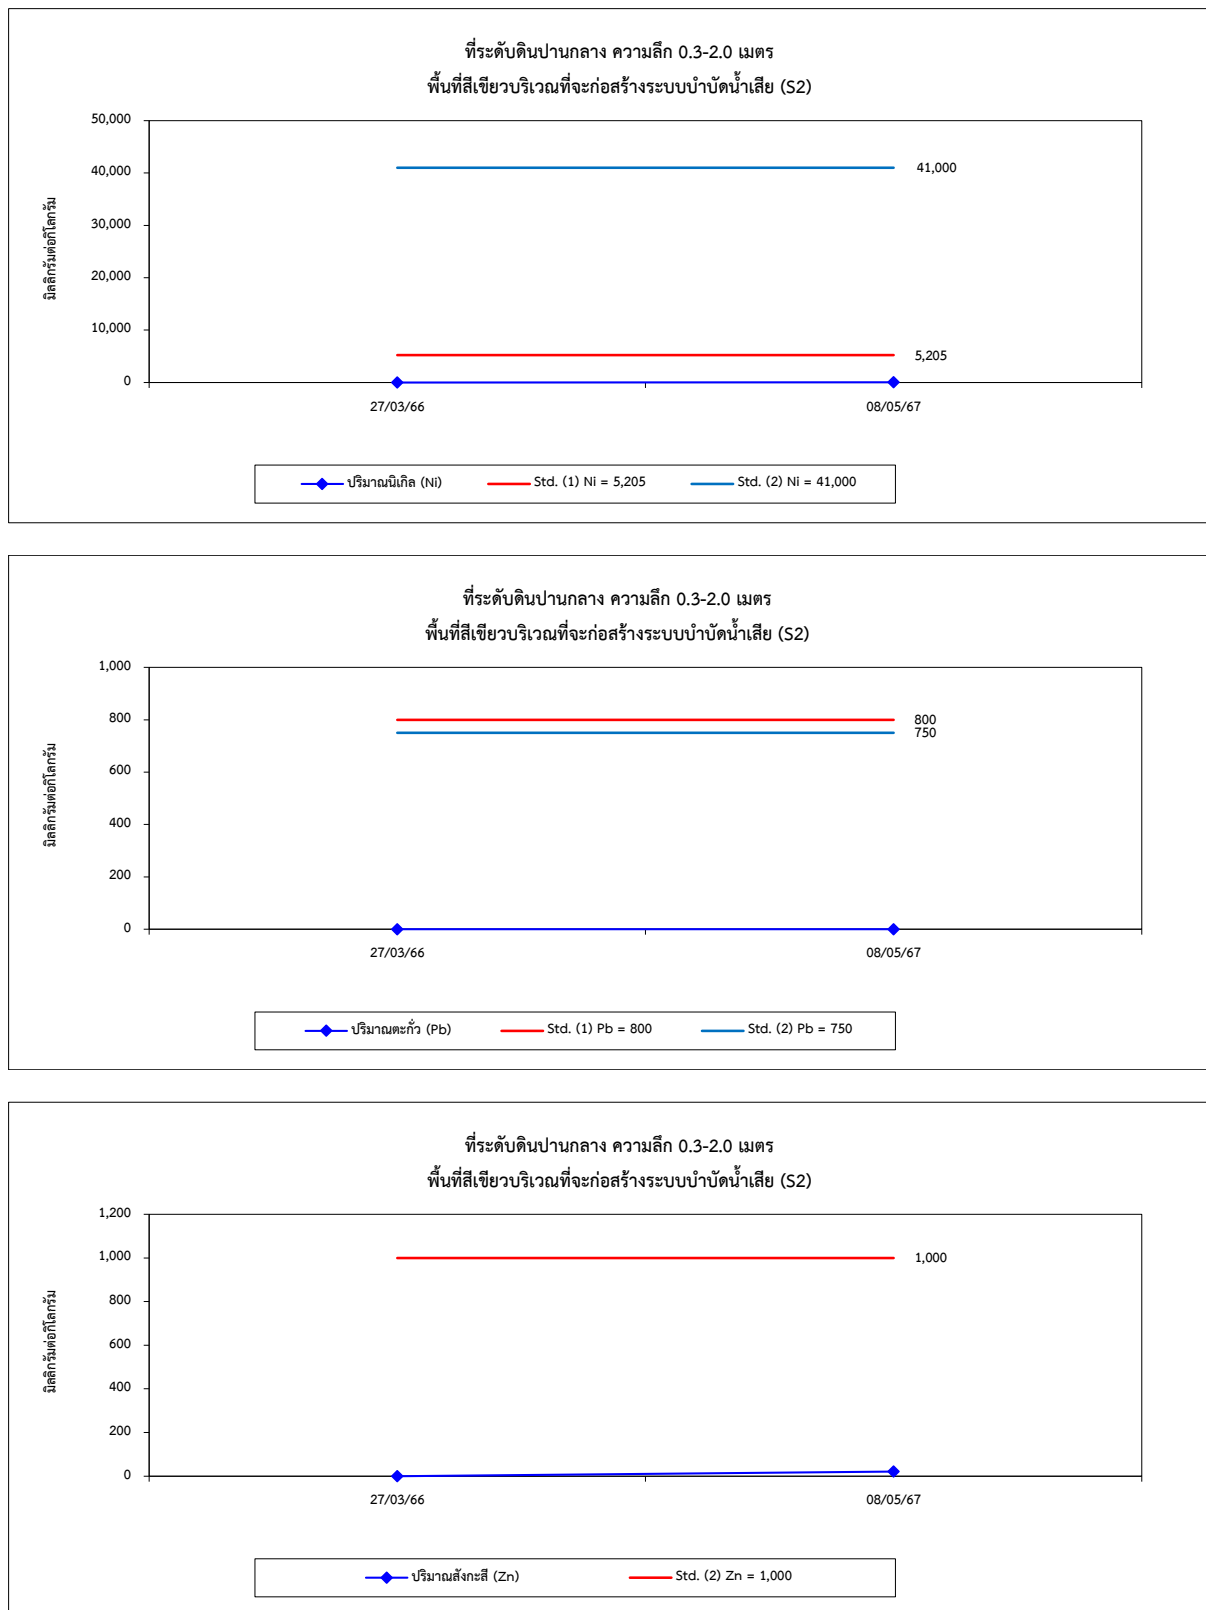 ที่ระดับดินปานกลาง ความลึก 0.3-2.0 เมตร
พื้นที่สีเขียวบริเวณที่จะก่อสร้างระบบบำบัดน้ำเสีย (S2)
มิลลิกรัมต่อกิโลกรัม
50,000
40,000
30,000
20,000
10,000
0
41,000
5,205
27/03/66 08/05/67
ปริมาณนิเกิล (Ni) Std. (1) Ni = 5,205 Std. (2) Ni = 41,000
ที่ระดับดินปานกลาง ความลึก 0.3-2.0 เมตร
พื้นที่สีเขียวบริเวณที่จะก่อสร้างระบบบำบัดน้ำเสีย (S2)
มิลลิกรัมต่อกิโลกรัม
1,000
800
600
400
200
0
800
750
27/03/66 08/05/67
ปริมาณตะกั่ว (Pb) Std. (1) Pb = 800 Std. (2) Pb = 750
ที่ระดับดินปานกลาง ความลึก 0.3-2.0 เมตร
พื้นที่สีเขียวบริเวณที่จะก่อสร้างระบบบำบัดน้ำเสีย (S2)
มิลลิกรัมต่อกิโลกรัม
1,200
1,000
800
600
400
200
0
1,000
27/03/66 08/05/67
ปริมาณสังกะสี (Zn) Std. (2) Zn = 1,000